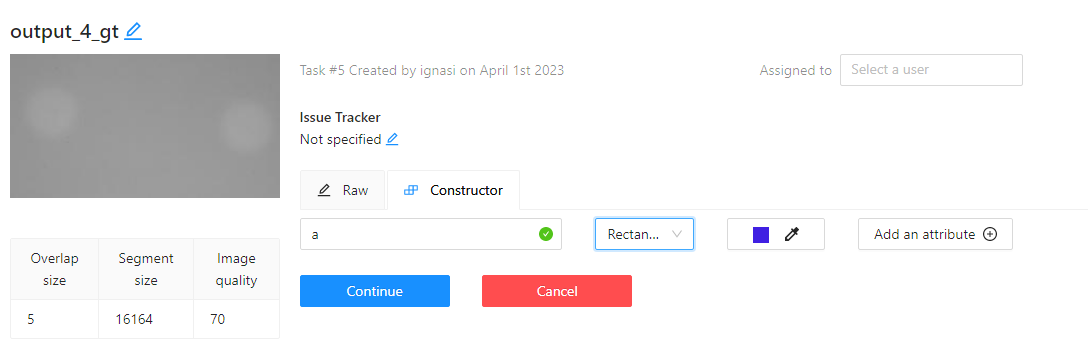 output_4_gt
Task #5 Created by ignasi on April 1st 2023
Assigned to
Select a user
Issue Tracker
Not specified
Raw
Constructor
a
Rectan...
Add an attribute
Continue
Cancel
Overlap size
Segment size
Image quality
5
16164
70